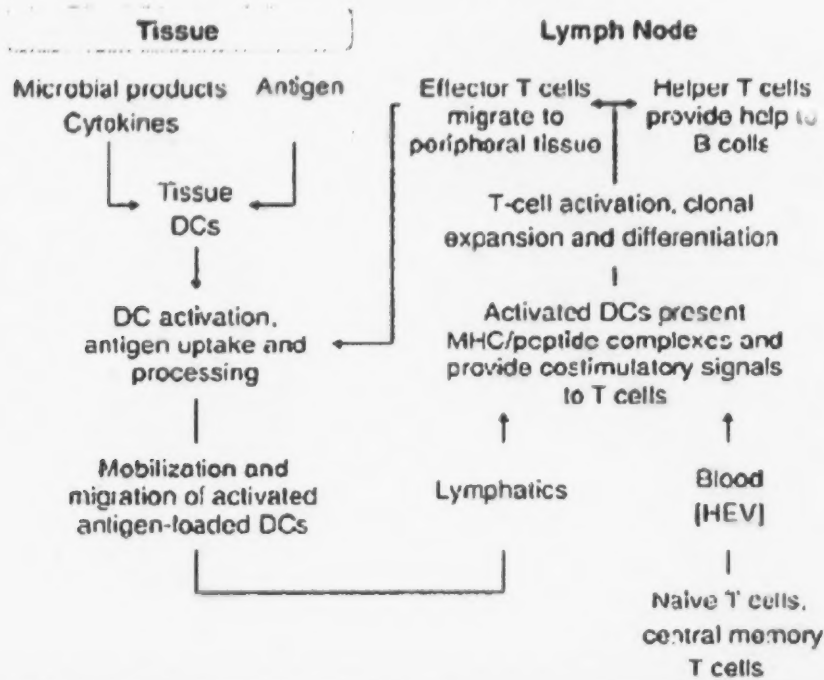 Tissue
Microbial products
Cytokines
Antigen
Tissue
DCs
DC activation,
antigen uptake and
processing
Mobilization and
migration of activated
antigen-loaded DCs
Lymph Node
Effector T cells
migrate to
peripheral tissue
Helper T cells
provide help to
B cells
T-cell activation, clonal
expansion and differentiation
Activated DCs present
MHC/peptide complexes and
provide costimulatory signals
to T cells
Lymphatics
Blood
[HEV]
Naive T cells,
central memory
T cells